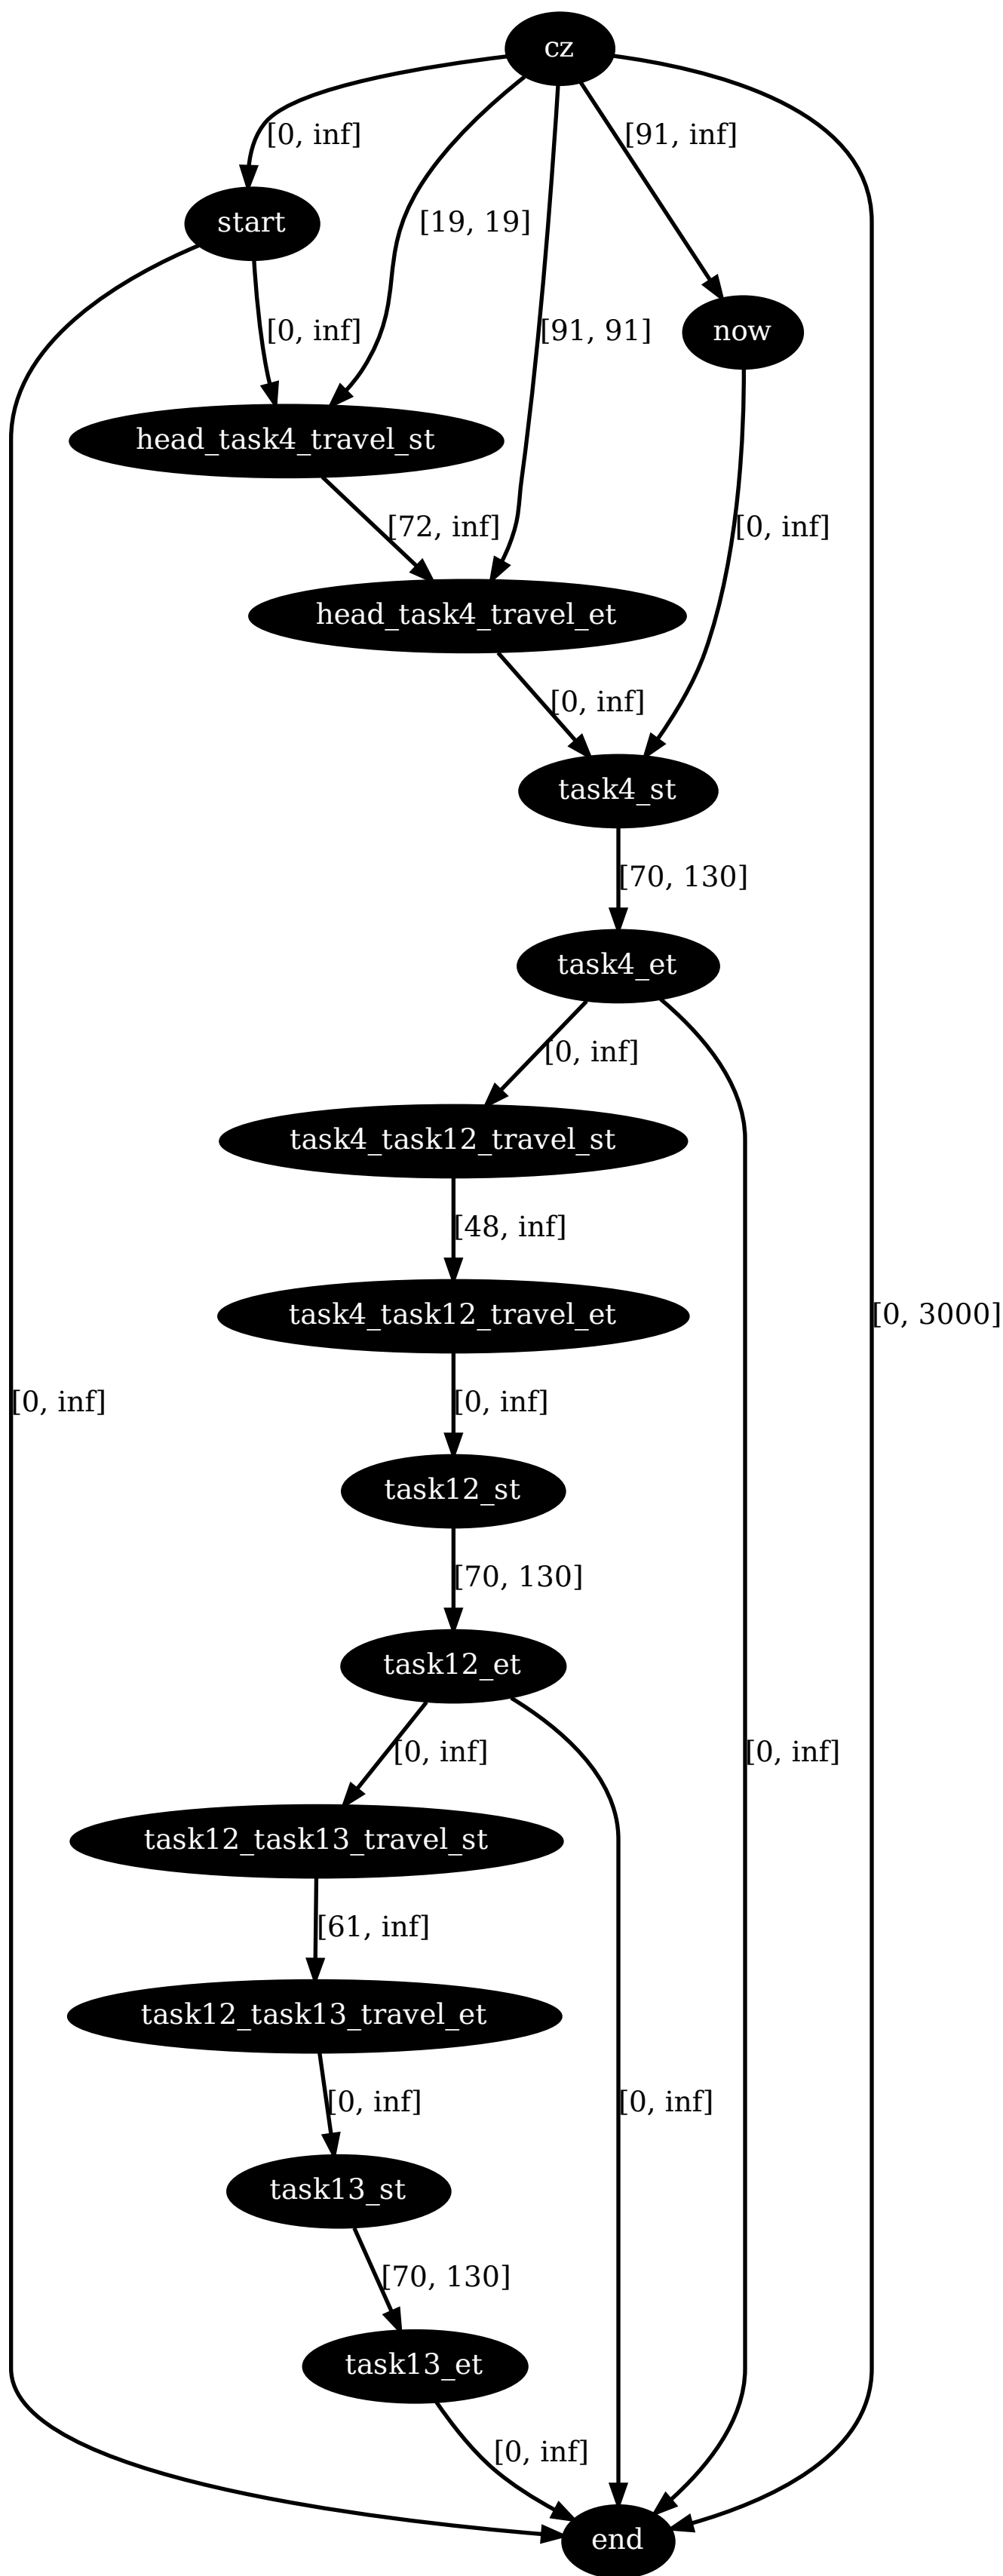 cz
[0, inf]
[91, inf]
start
[19, 19]
[0, inf]
[91, 91]
now
head_task4_travel_st
[72, inf]
[0, inf]
head_task4_travel_et
[0, inf]
task4_st
[70, 130]
task4_et
[0, inf]
task4_task12_travel_st
[48, inf]
task4_task12_travel_et
[0, 3000]
[0, inf]
[0, inf]
task12_st
[70, 130]
task12_et
[0, inf]
[0, inf]
task12_task13_travel_st
[61, inf]
task12_task13_travel_et
[0, inf]
[0, inf]
task13_st
[70, 130]
task13_et
[0, inf]
end